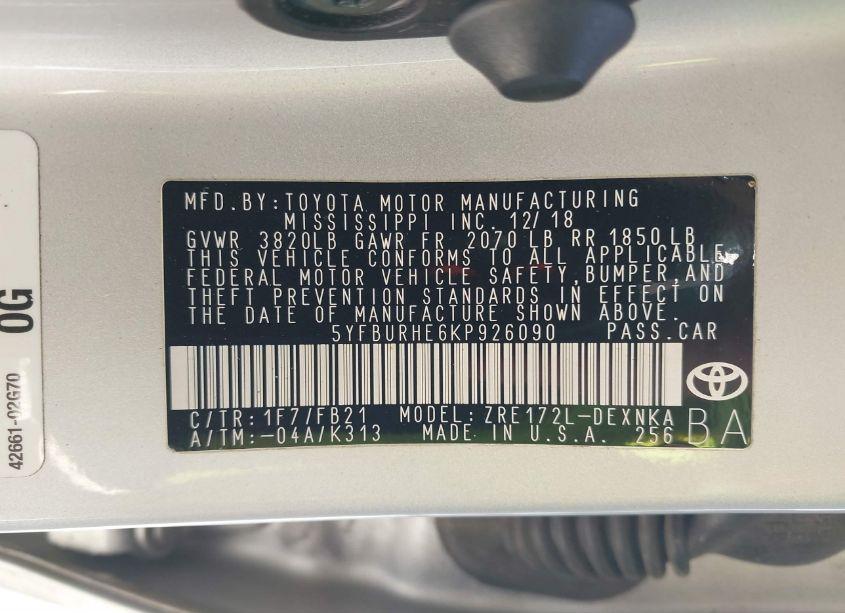 MFD.BY:TOYOTA MOTOR MANUFACTURING
MISSISSIPPI INC. 12/18
GVWR 3820LB GAWR FR 2070 LB RR 1850 LB
THIS VEHICLE CONFORMS TO ALL APPLICABLE
FEDERAL MOTOR VEHICLE SAFETY,BUMPER,AND
THEFT PREVENTION STANDARDS IN EFFECT ON
THE DATE OF MANUFACTURE SHOWN ABOVE.
5YFBURHE6KP926090 PASS.CAR
C/TR:1F7/FB21 MODEL:ZRE172L-DEXNKA
A/TM:-04A/K313 MADE IN U.S.A. 256
BA
0G
42661-02G70